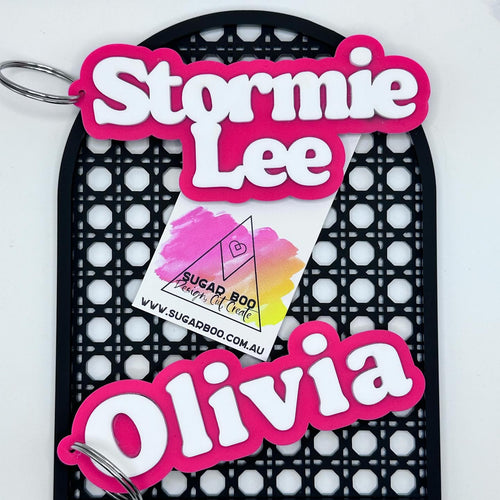 Stormie
Lee
SUGAR BOO
Design, Cut, Create
WWW.SUGARBOO.COM.AU
Olivia